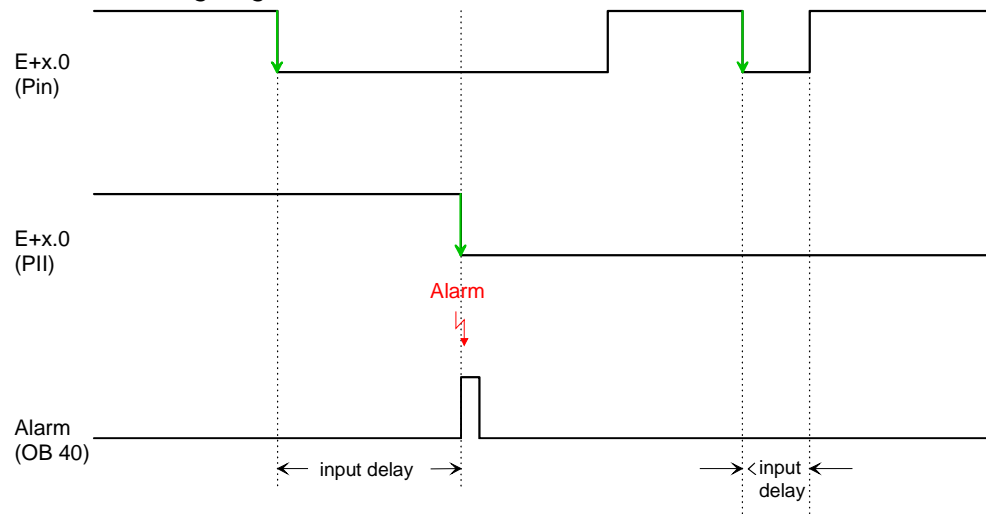 E+x.0
(Pin)
E+x.0
(PII)
Alarm
Alarm
(OB 40)
input delay
<input
delay